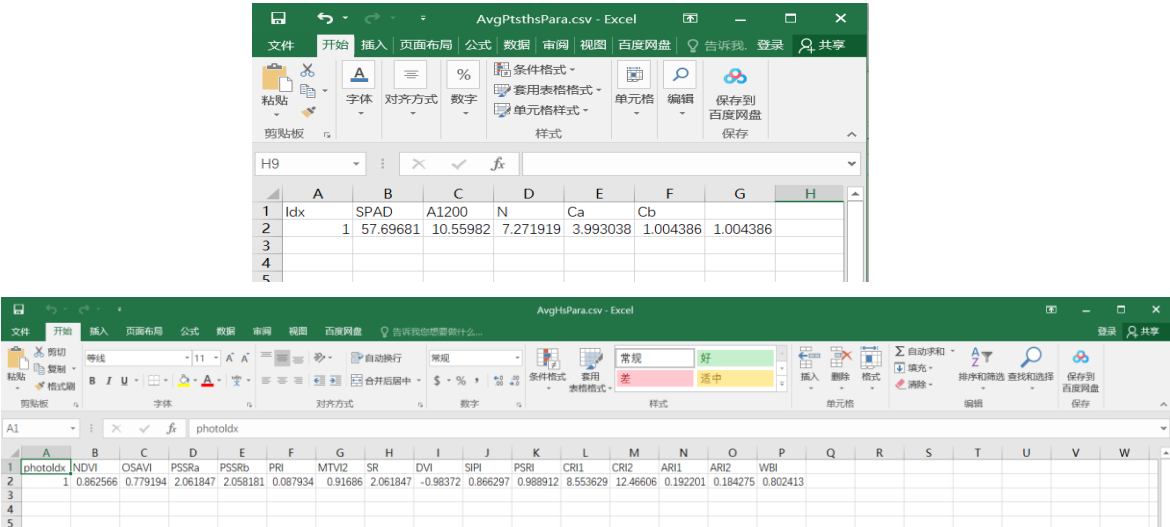 AvgPtsthsPara.csv - Excel
文件 开始 插入 页面布局 公式 数据 审阅 视图 百度网盘 告诉我. 登录 共享
粘贴 字体 对齐方式 % 数字 条件格式 套用表格格式 单元格样式 单元格 编辑 保存到百度网盘
剪贴板 样式 保存
H9 fx
A B C D E F G H
1 Idx SPAD A1200 N Ca Cb
2 1 57.69681 10.55982 7.271919 3.993038 1.004386 1.004386
3
4
5
AvgHsPara.csv - Excel
文件 开始 插入 页面布局 公式 数据 审阅 视图 百度网盘 告诉我您想要做什么... 登录 共享
粘贴 剪切 复制 格式刷 等线 11 A A B I U A 自动换行 合并后居中 常规 % 条件格式 套用表格格式 常规 好 差 适中 插入 删除 格式 自动求和 填充 清除 排序和筛选 查找和选择 保存到百度网盘
剪贴板 字体 对齐方式 数字 样式 单元格 编辑 保存
A1 fx photoIdx
A B C D E F G H I J K L M N O P Q R S T U V W
1 photoIdx NDVI OSAVI PSSRa PSSRb PRI MTVI2 SR DVI SIPI PSRI CRI1 CRI2 ARI1 ARI2 WBI
2 1 0.862566 0.779194 2.061847 2.058181 0.087934 0.91686 2.061847 -0.98372 0.866297 0.988912 8.553629 12.46606 0.192201 0.184275 0.802413
3
4
5